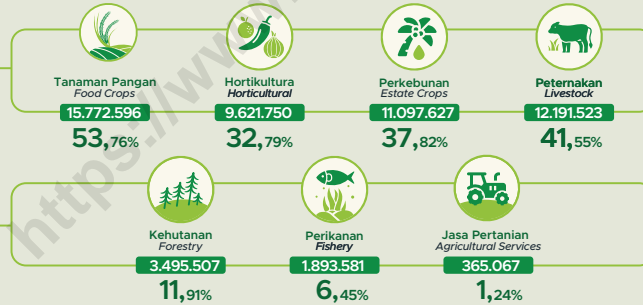 Tanaman Pangan
Food Crops
15.772.596
53,76%
Hortikultura
Horticultural
9.621.750
32,79%
Perkebunan
Estate Crops
11.097.627
37,82%
Peternakan
Livestock
12.191.523
41,55%
Kehutanan
Forestry
3.495.507
11,91%
Perikanan
Fishery
1.893.581
6,45%
Jasa Pertanian
Agricultural Services
365.067
1,24%
https://www.